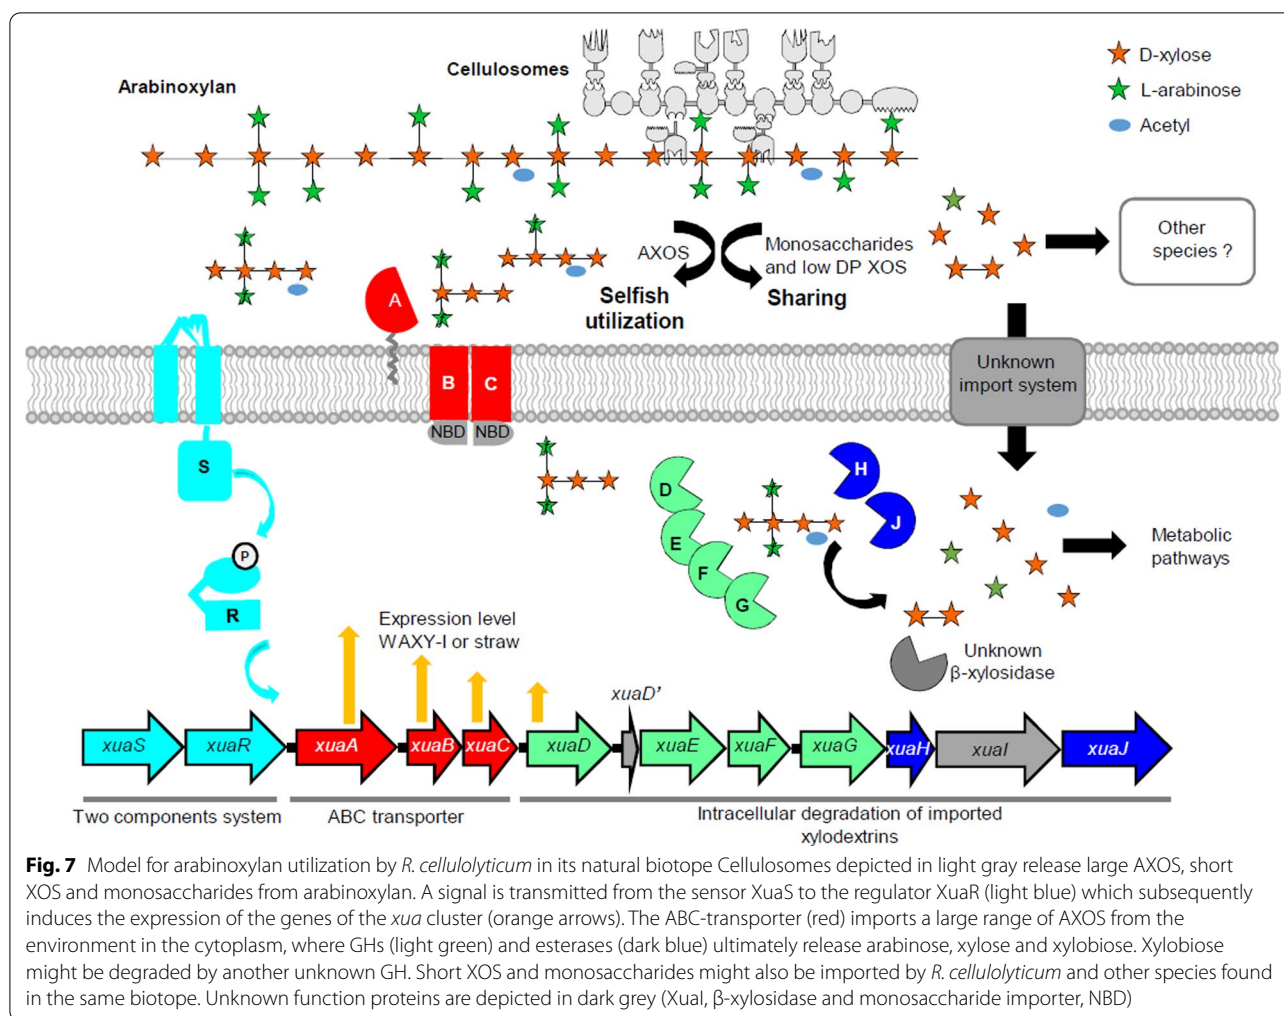 Arabinoxylan
Cellulosomes
D-xylose
L-arabinose
Acetyl
AXOS
Monosaccharides
and low DP XOS
Selfish
utilization
Sharing
Other
species ?
A
B
C
NBD
NBD
Unknown
import system
S
P
R
D
E
F
G
H
J
Metabolic
pathways
Unknown
β-xylosidase
Expression level
WAXY-I or straw
xuaD’
xuaS
xuaR
xuaA
xuaB
xuaC
xuaD
xuaE
xuaF
xuaG
xuaH
xuaI
xuaJ
Two components system
ABC transporter
Intracellular degradation of imported
xylodextrins
Fig. 7 Model for arabinoxylan utilization by R. cellulolyticum in its natural biotope Cellulosomes depicted in light gray release large AXOS, short
XOS and monosaccharides from arabinoxylan. A signal is transmitted from the sensor XuaS to the regulator XuaR (light blue) which subsequently
induces the expression of the genes of the xua cluster (orange arrows). The ABC-transporter (red) imports a large range of AXOS from the
environment in the cytoplasm, where GHs (light green) and esterases (dark blue) ultimately release arabinose, xylose and xylobiose. Xylobiose
might be degraded by another unknown GH. Short XOS and monosaccharides might also be imported by R. cellulolyticum and other species found
in the same biotope. Unknown function proteins are depicted in dark grey (XuaI, β-xylosidase and monosaccharide importer, NBD)